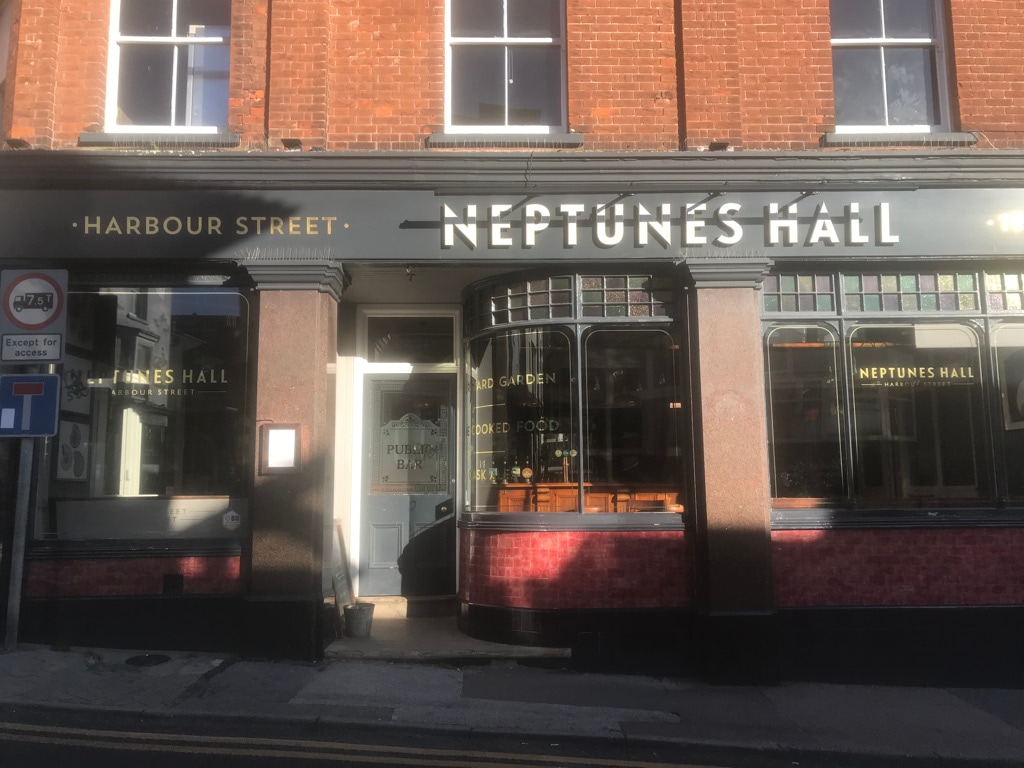 ·HARBOUR STREET·
NEPTUNES HALL
7.5T
Except for
access
NEPTUNES HALL
HARBOUR STREET
PUBLIC
BAR
GARDEN
COOKED FOOD
NEPTUNES HALL
HARBOUR STREET